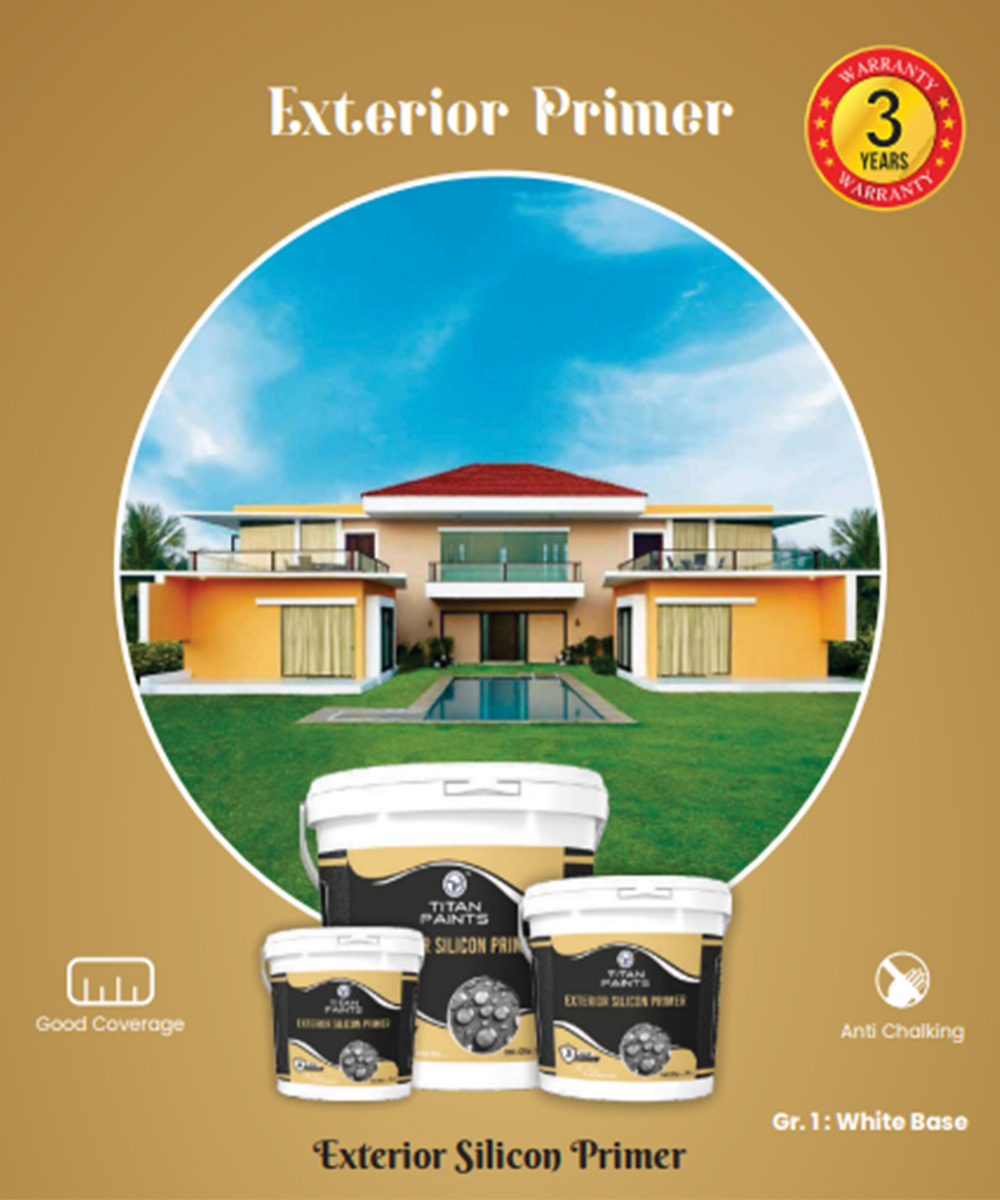 Exterior Primer
WARRANTY
3
YEARS
WARRANTY
TITAN
PAINTS
R SILICON PRIM
TITAN
PAINTS
EXTERIOR SILICON PRIMER
TITAN
PAINTS
EXTERIOR SILICON PRIMER
3
Good Coverage
Anti Chalking
Gr. 1 : White Base
Exterior Silicon Primer